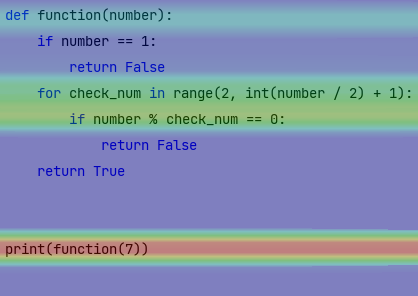 def function(number):
    if number == 1:
        return False
    for check_num in range(2, int(number / 2) + 1):
        if number % check_num == 0:
            return False
    return True
print(function(7))